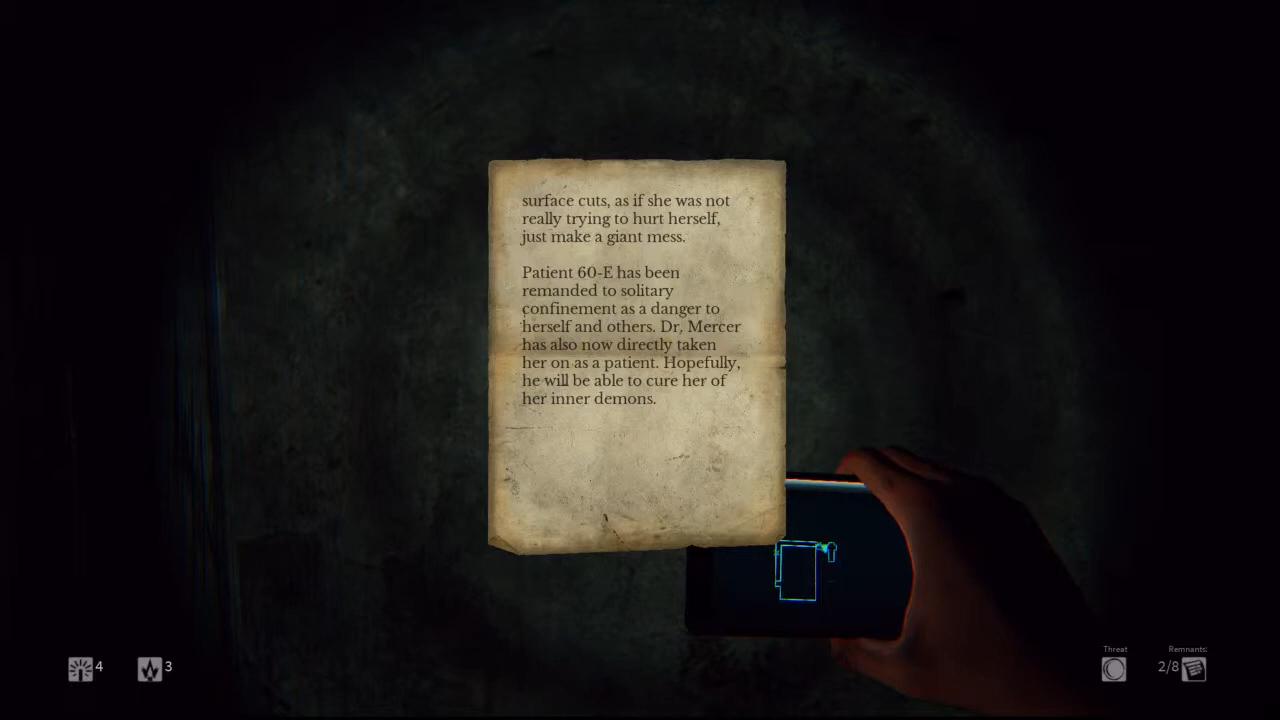 surface cuts, as if she was not
really trying to hurt herself,
just make a giant mess.
Patient 60-E has been
remanded to solitary
confinement as a danger to
herself and others. Dr. Mercer
has also now directly taken
her on as a patient. Hopefully,
he will be able to cure her of
her inner demons.
4
3
Threat
Remnants:
2/8